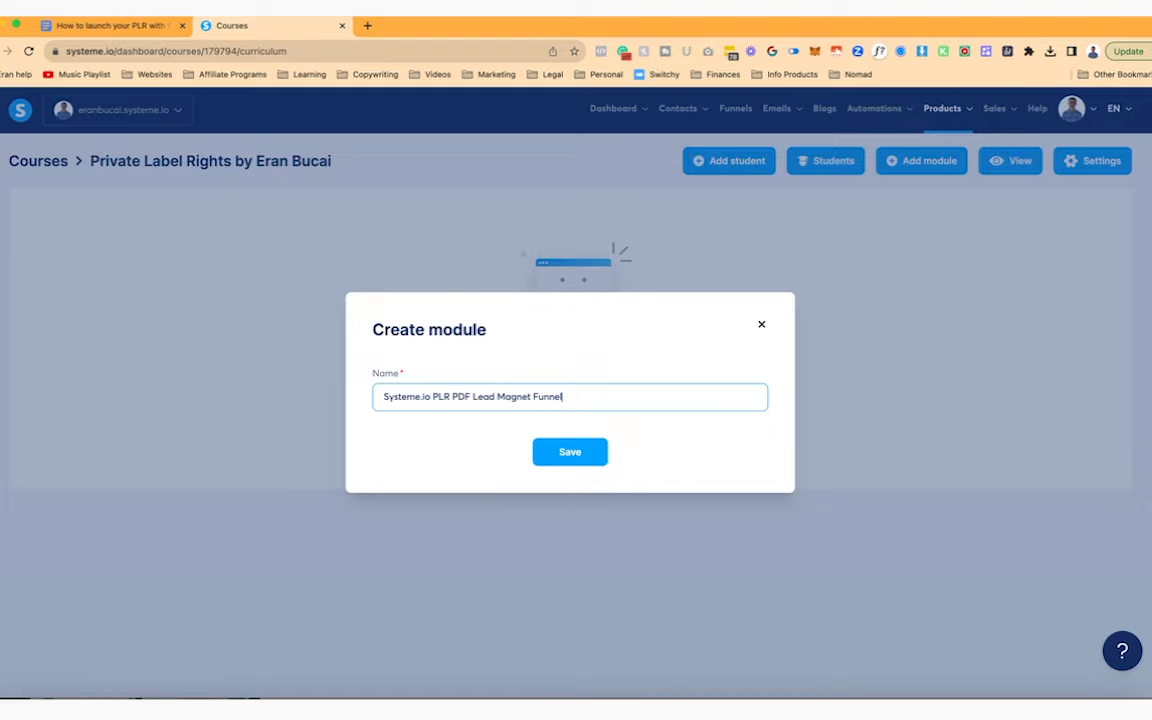 How to launch your PLR with
Courses
systeme.io/dashboard/courses/179794/curriculum
Update
ran help
Music Playlist
Websites
Affiliate Programs
Learning
Copywriting
Videos
Marketing
Legal
Personal
Switchy
Finances
Info Products
Nomad
Other Bookmar
S
eranbucai.systeme.io
Dashboard
Contacts
Funnels
Emails
Blogs
Automations
Products
Sales
Help
EN
Courses > Private Label Rights by Eran Bucai
Add student
Students
Add module
View
Settings
Create module
Name*
Systeme.io PLR PDF Lead Magnet Funnel
Save
?